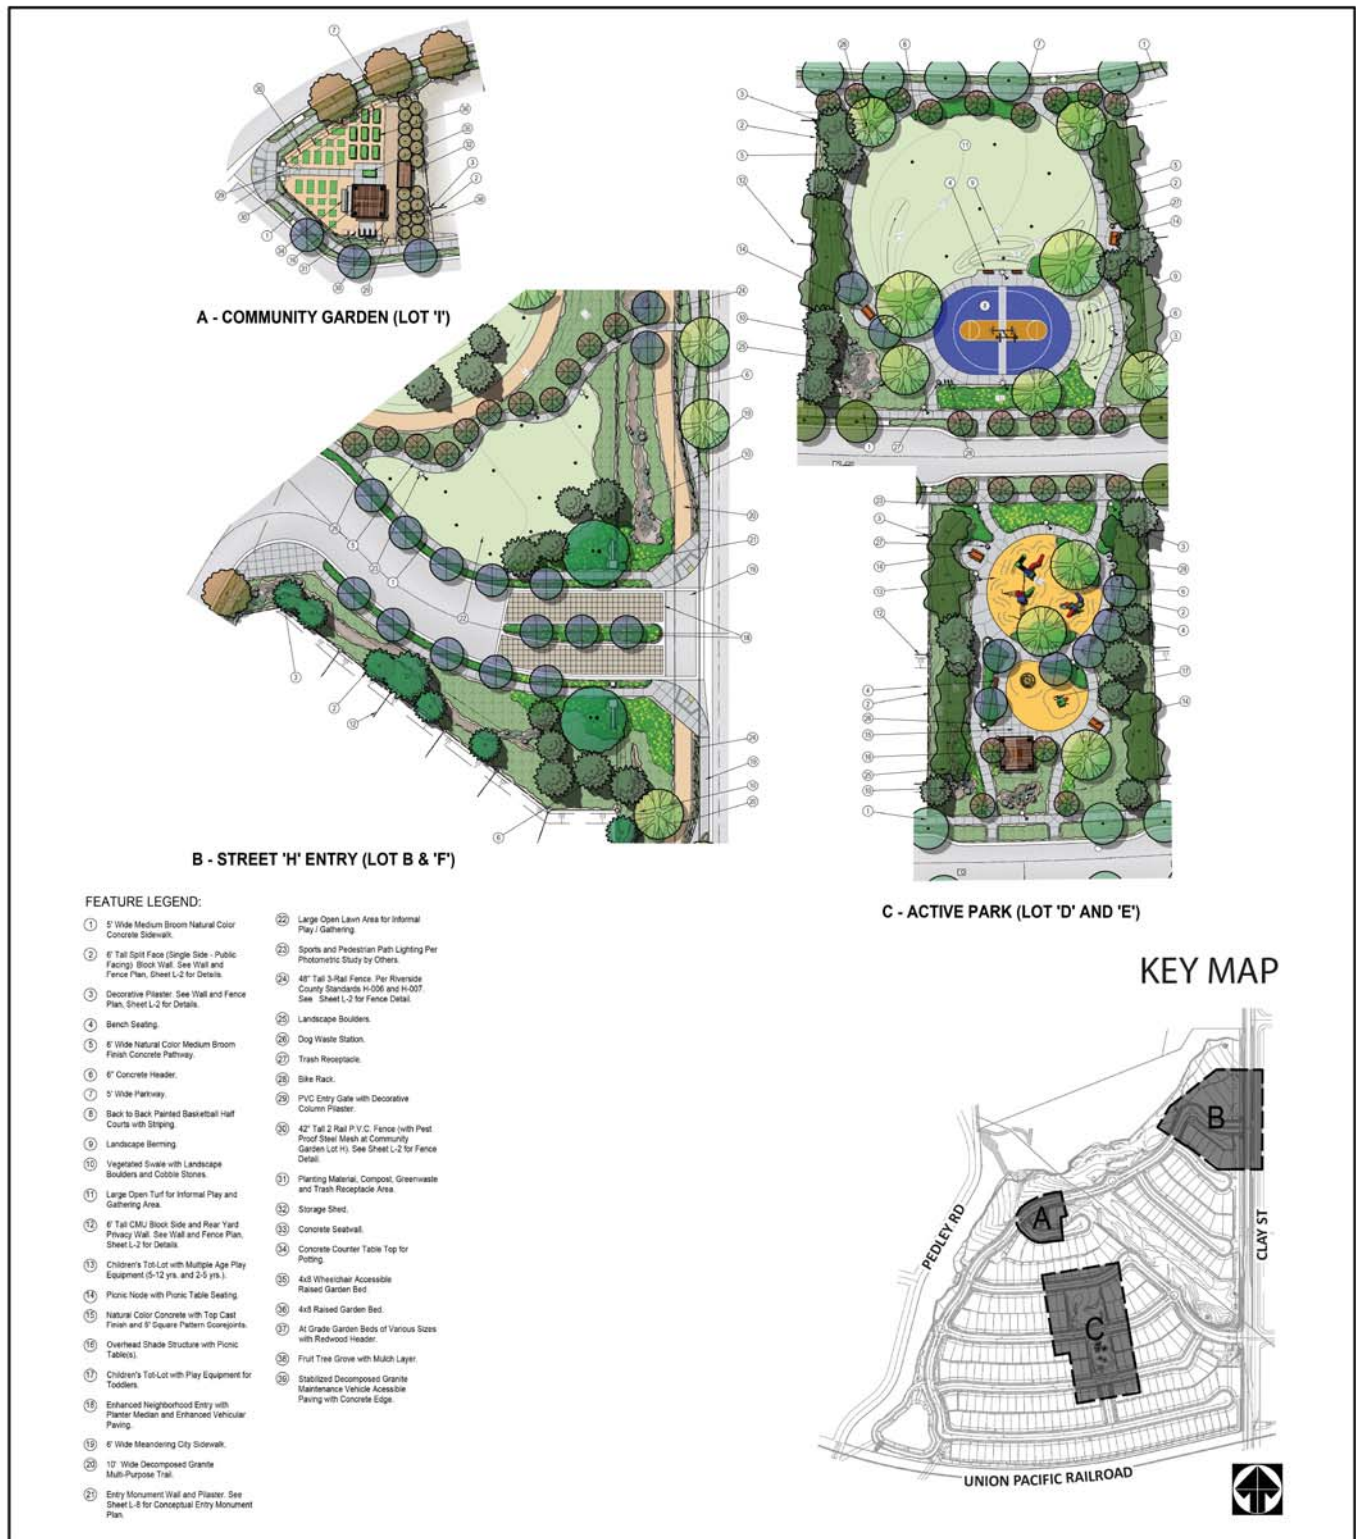 A - COMMUNITY GARDEN (LOT 'I')
B - STREET 'H' ENTRY (LOT B & 'F')
C - ACTIVE PARK (LOT 'D' AND 'E')
FEATURE LEGEND:
1 5' Wide Medium Broom Natural Color
Concrete Sidewalk.
2 6' Tall Split Face (Single Side - Public
Facing) Block Wall. See Wall and
Fence Plan, Sheet L-2 for Details.
3 Decorative Pilaster. See Wall and Fence
Plan, Sheet L-2 for Details.
4 Bench Seating.
5 6' Wide Natural Color Medium Broom
Finish Concrete Pathway.
6 6" Concrete Header.
7 5' Wide Parkway.
8 Back to Back Painted Basketball Half
Courts with Striping.
9 Landscape Berming.
10 Vegetated Swale with Landscape
Boulders and Cobble Stones.
11 Large Open Turf for Informal Play and
Gathering Area.
12 6' Tall CMU Block Side and Rear Yard
Privacy Wall. See Wall and Fence Plan,
Sheet L-2 for Details.
13 Children's Tot-Lot with Multiple Age Play
Equipment (5-12 yrs. and 2-5 yrs.).
14 Picnic Node with Picnic Table Seating.
15 Natural Color Concrete with Top Cast
Finish and 5' Square Pattern Scorejoints.
16 Overhead Shade Structure with Picnic
Table(s).
17 Children's Tot-Lot with Play Equipment for
Toddlers.
18 Enhanced Neighborhood Entry with
Planter Median and Enhanced Vehicular
Paving.
19 6' Wide Meandering City Sidewalk.
20 10' Wide Decomposed Granite
Multi-Purpose Trail.
21 Entry Monument Wall and Pilaster. See
Sheet L-8 for Conceptual Entry Monument
Plan.
22 Large Open Lawn Area for Informal
Play / Gathering.
23 Sports and Pedestrian Path Lighting Per
Photometric Study by Others.
24 48" Tall 3-Rail Fence. Per Riverside
County Standards H-006 and H-007.
See Sheet L-2 for Fence Detail.
25 Landscape Boulders.
26 Dog Waste Station.
27 Trash Receptacle.
28 Bike Rack.
29 PVC Entry Gate with Decorative
Column Pilaster.
30 42" Tall 2 Rail P.V.C. Fence (with Pest
Proof Steel Mesh at Community
Garden Lot H). See Sheet L-2 for Fence
Detail.
31 Planting Material, Compost, Greenwaste
and Trash Receptacle Area.
32 Storage Shed.
33 Concrete Seatwall.
34 Concrete Counter Table Top for
Potting.
35 4x8 Wheelchair Accessible
Raised Garden Bed
36 4x8 Raised Garden Bed.
37 At Grade Garden Beds of Various Sizes
with Redwood Header.
38 Fruit Tree Grove with Mulch Layer.
39 Stabilized Decomposed Granite
Maintenance Vehicle Acessible
Paving with Concrete Edge.
KEY MAP
A
B
C
PEDLEY RD
CLAY ST
UNION PACIFIC RAILROAD